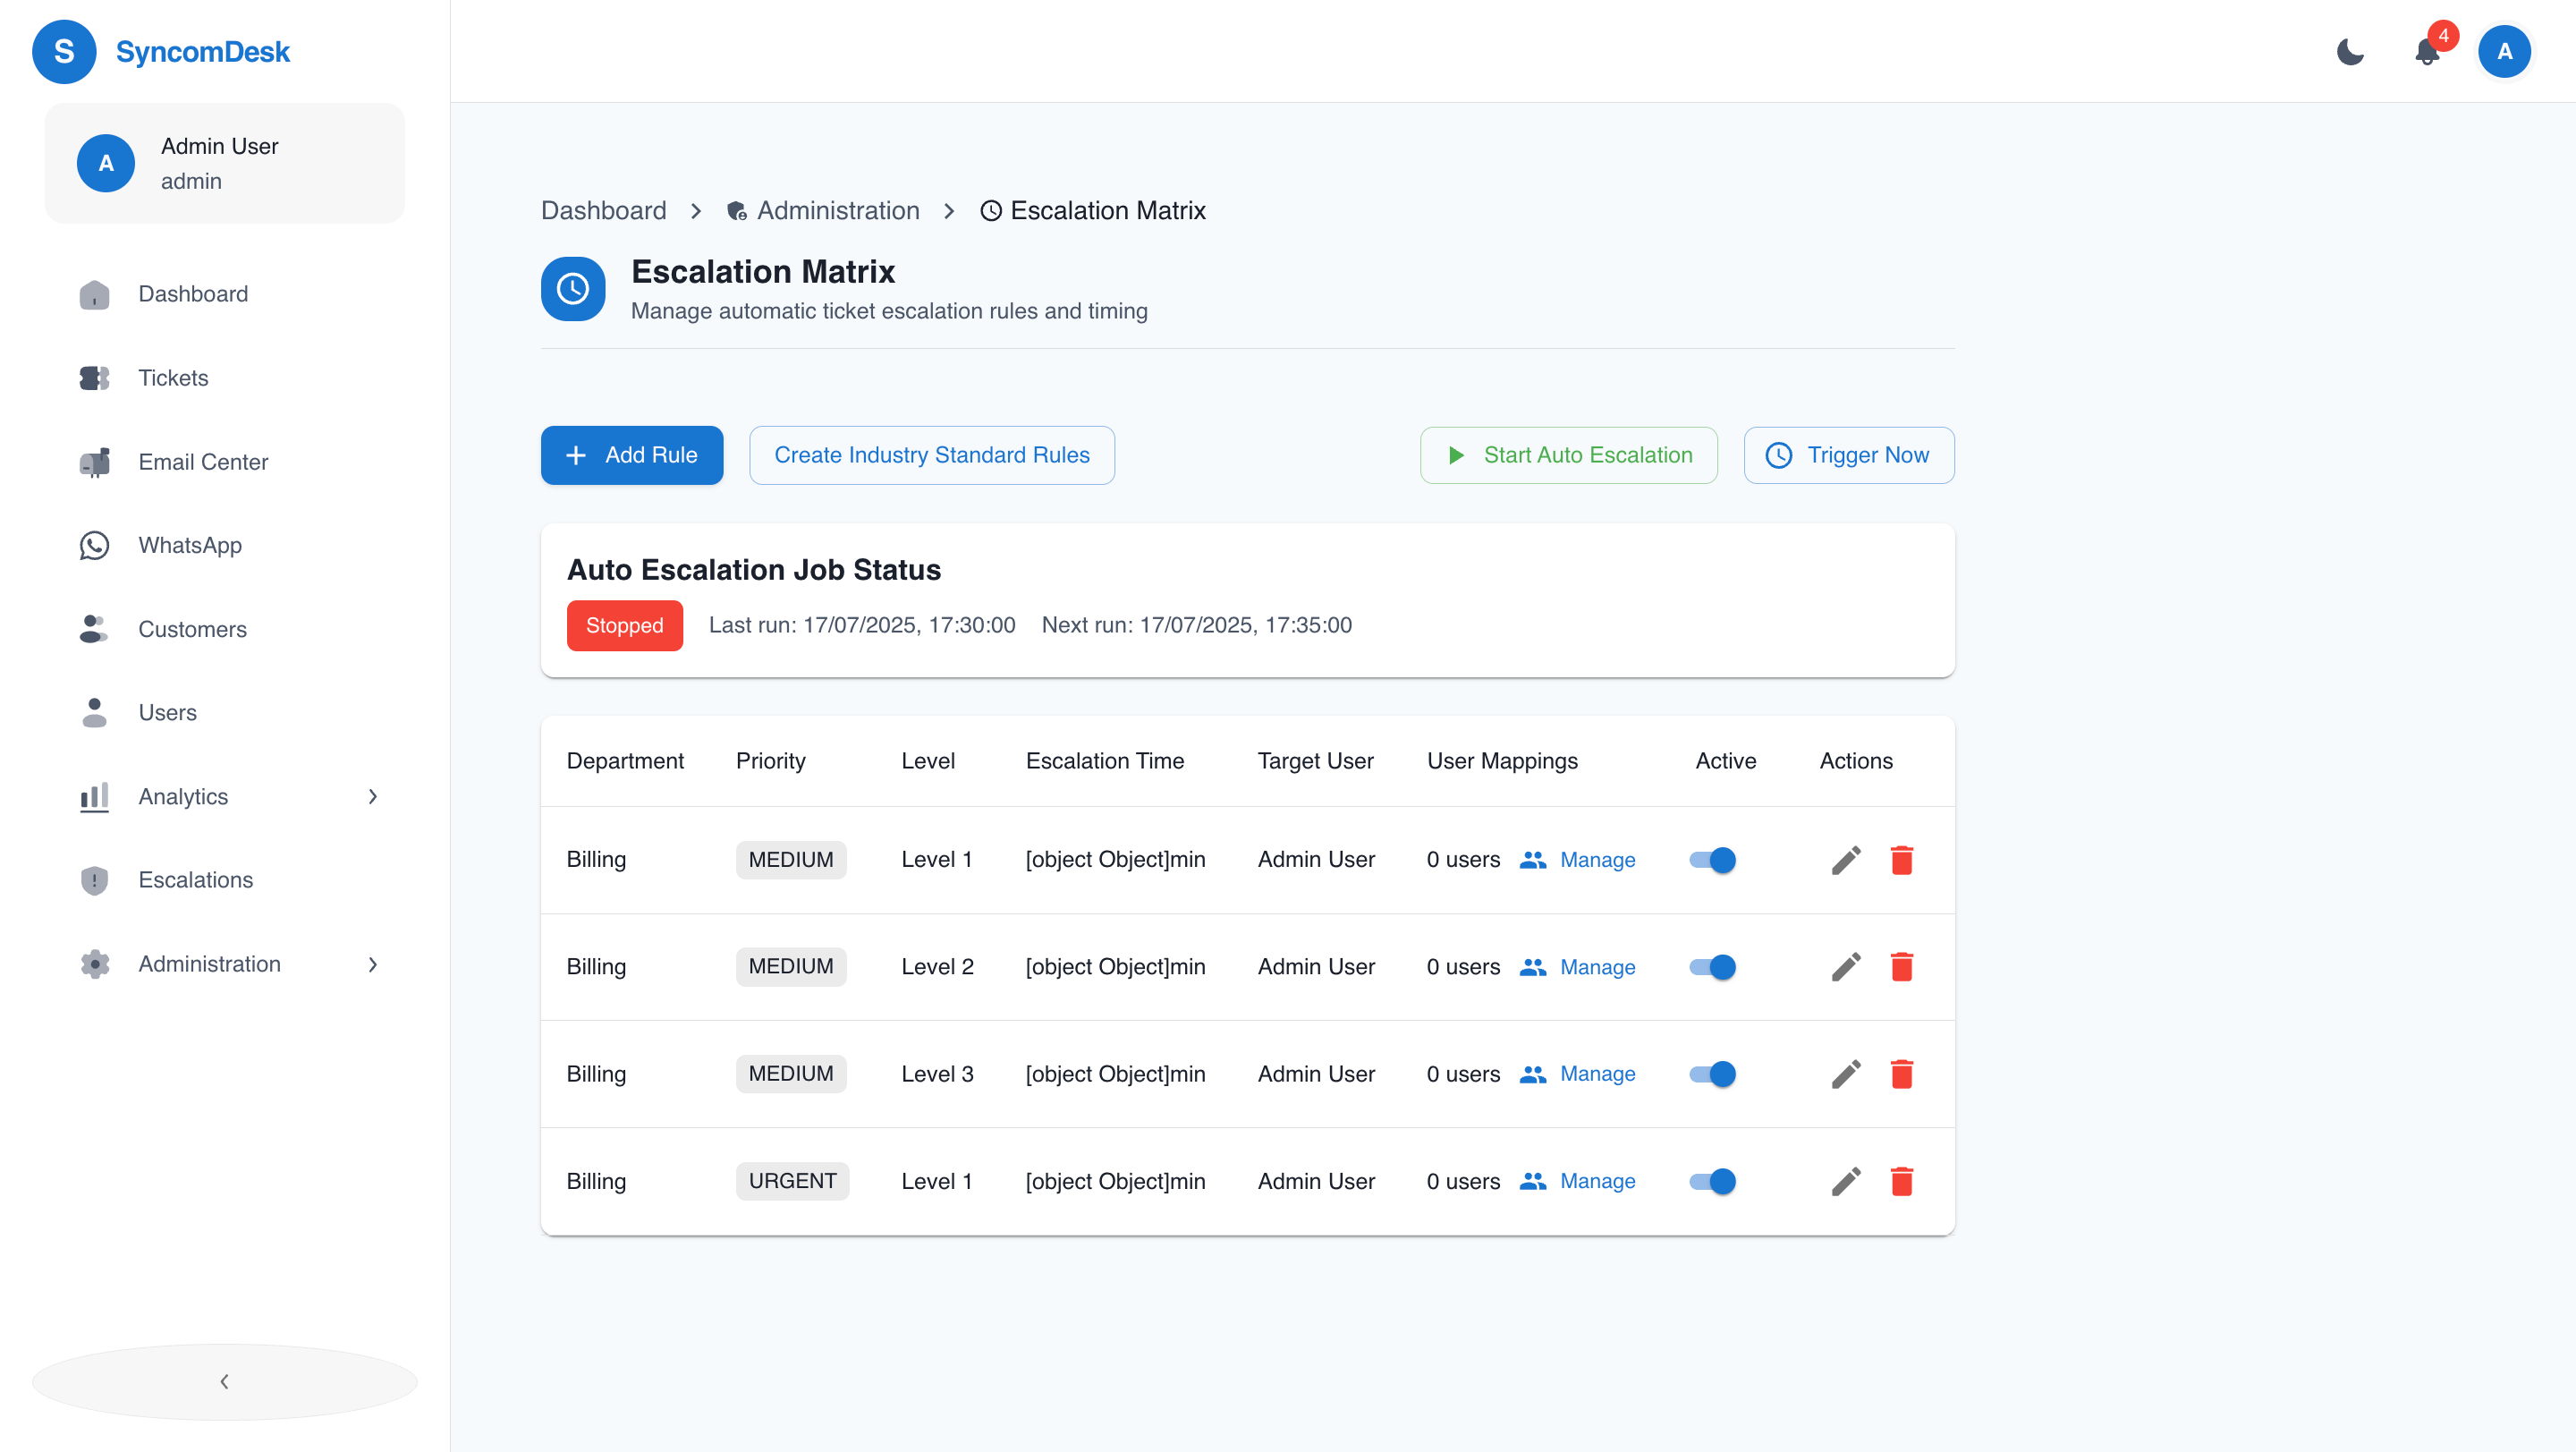 S SyncomDesk
4
A
A
Admin User
admin
Dashboard
Tickets
Email Center
WhatsApp
Customers
Users
Analytics
Escalations
Administration
Dashboard > Administration > Escalation Matrix
Escalation Matrix
Manage automatic ticket escalation rules and timing
Add Rule Create Industry Standard Rules Start Auto Escalation Trigger Now
Auto Escalation Job Status
Stopped Last run: 17/07/2025, 17:30:00 Next run: 17/07/2025, 17:35:00
Department Priority Level Escalation Time Target User User Mappings Active Actions
Billing MEDIUM Level 1 [object Object]min Admin User 0 users Manage
Billing MEDIUM Level 2 [object Object]min Admin User 0 users Manage
Billing MEDIUM Level 3 [object Object]min Admin User 0 users Manage
Billing URGENT Level 1 [object Object]min Admin User 0 users Manage